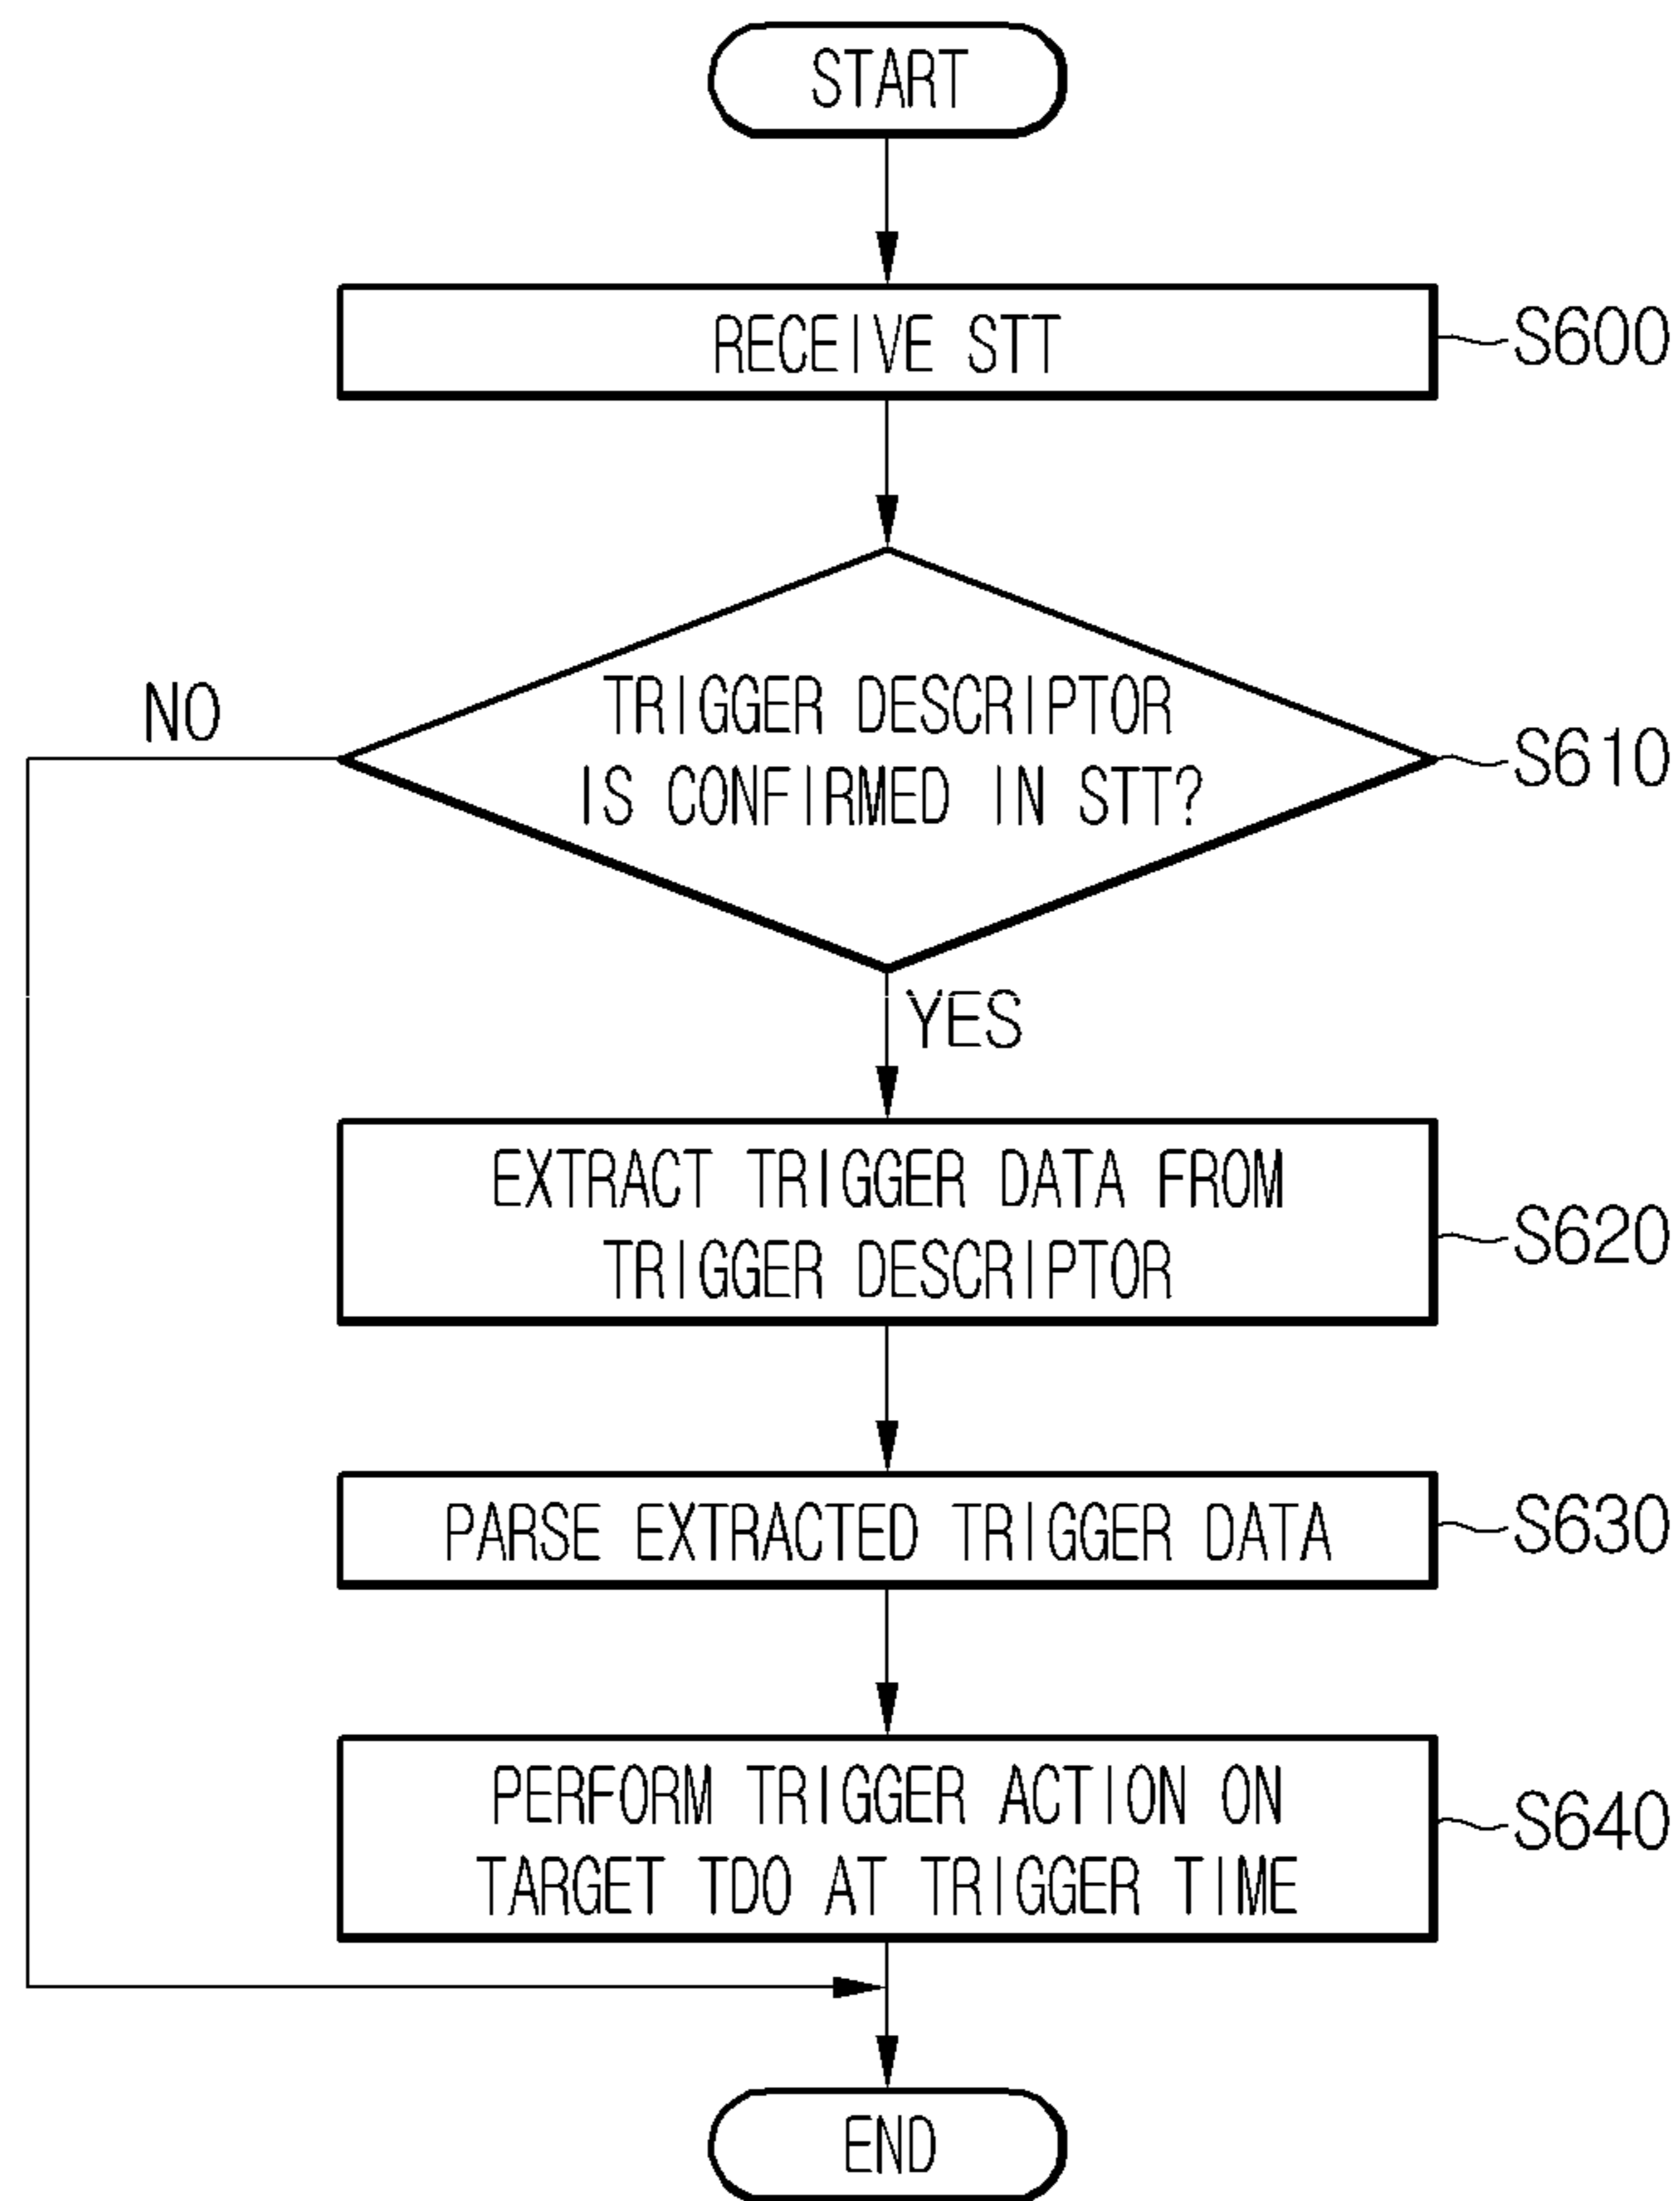 START
RECEIVE STT
S600
TRIGGER DESCRIPTOR
IS CONFIRMED IN STT?
S610
NO
YES
EXTRACT TRIGGER DATA FROM
TRIGGER DESCRIPTOR
S620
PARSE EXTRACTED TRIGGER DATA
S630
PERFORM TRIGGER ACTION ON
TARGET TDO AT TRIGGER TIME
S640
END